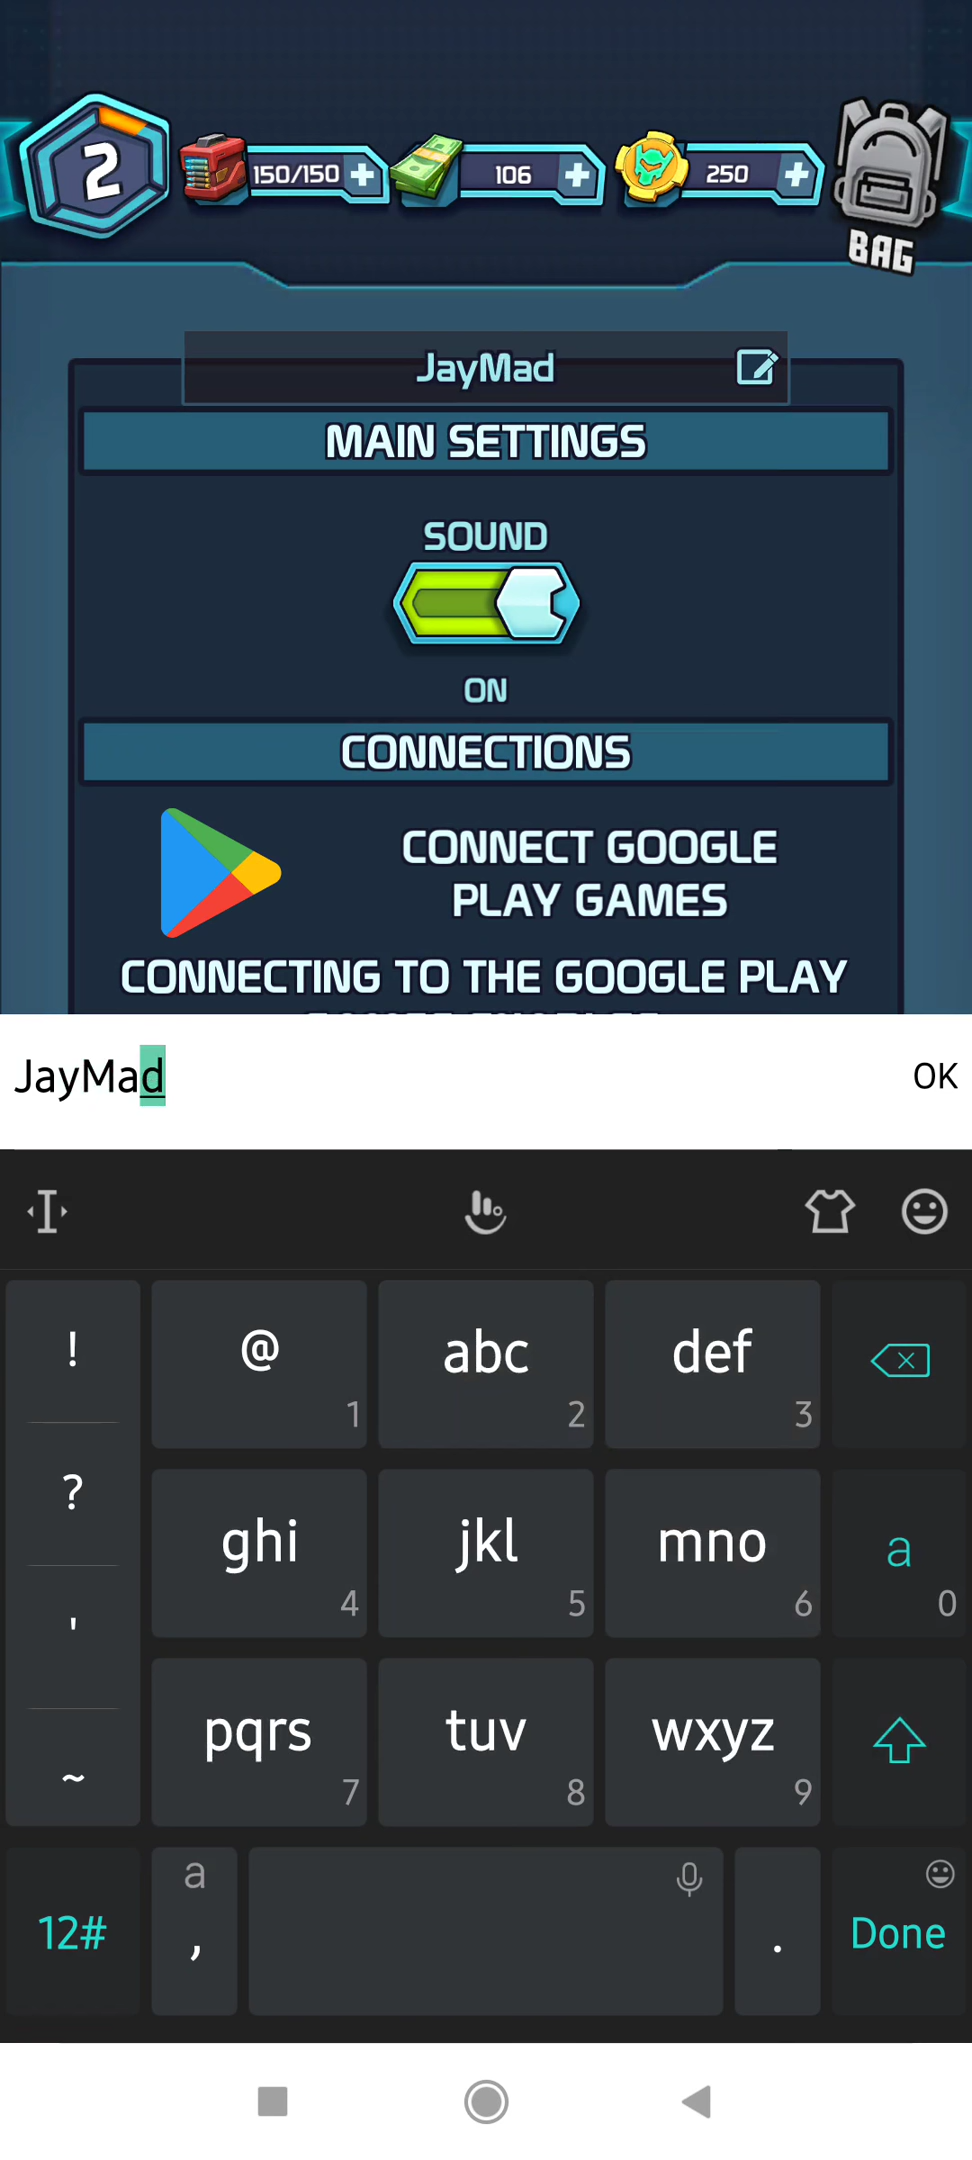 2
150/150
106
250
BAG
JayMad
MAIN SETTINGS
SOUND
ON
CONNECTIONS
CONNECT GOOGLE
PLAY GAMES
CONNECTING TO THE GOOGLE PLAY
JayMad
OK
!
@
1
abc
2
def
3
?
ghi
4
jkl
5
mno
6
a
0
'
pqrs
7
tuv
8
wxyz
9
~
12#
a
,
.
Done